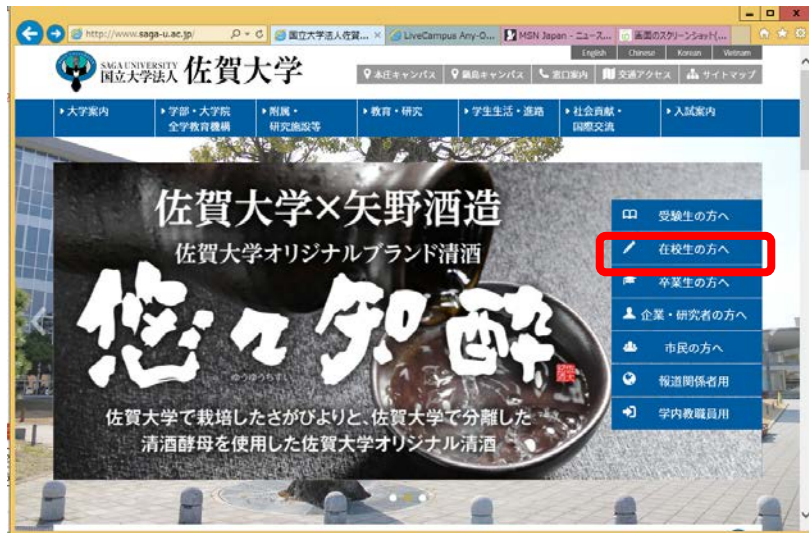 http://www.saga-u.ac.jp/
国立大学法人佐賀...
LiveCampus Any-O...
MSN Japan - ニュース...
画面のスクリーンショット(...
English Chinese Korean Vietnam
SAGA UNIVERSITY
国立大学法人 佐賀大学
本庄キャンパス 鍋島キャンパス 窓口案内 交通アクセス サイトマップ
大学案内
学部・大学院
全学教育機構
附属・
研究施設等
教育・研究
学生生活・進路
社会貢献・
国際交流
入試案内
佐賀大学×矢野酒造
佐賀大学オリジナルブランド清酒
悠々知酔
ゆうゆうちすい
佐賀大学で栽培したさがびよりと、佐賀大学で分離した
清酒酵母を使用した佐賀大学オリジナル清酒
受験生の方へ
在校生の方へ
卒業生の方へ
企業・研究者の方へ
市民の方へ
報道関係者用
学内教職員用